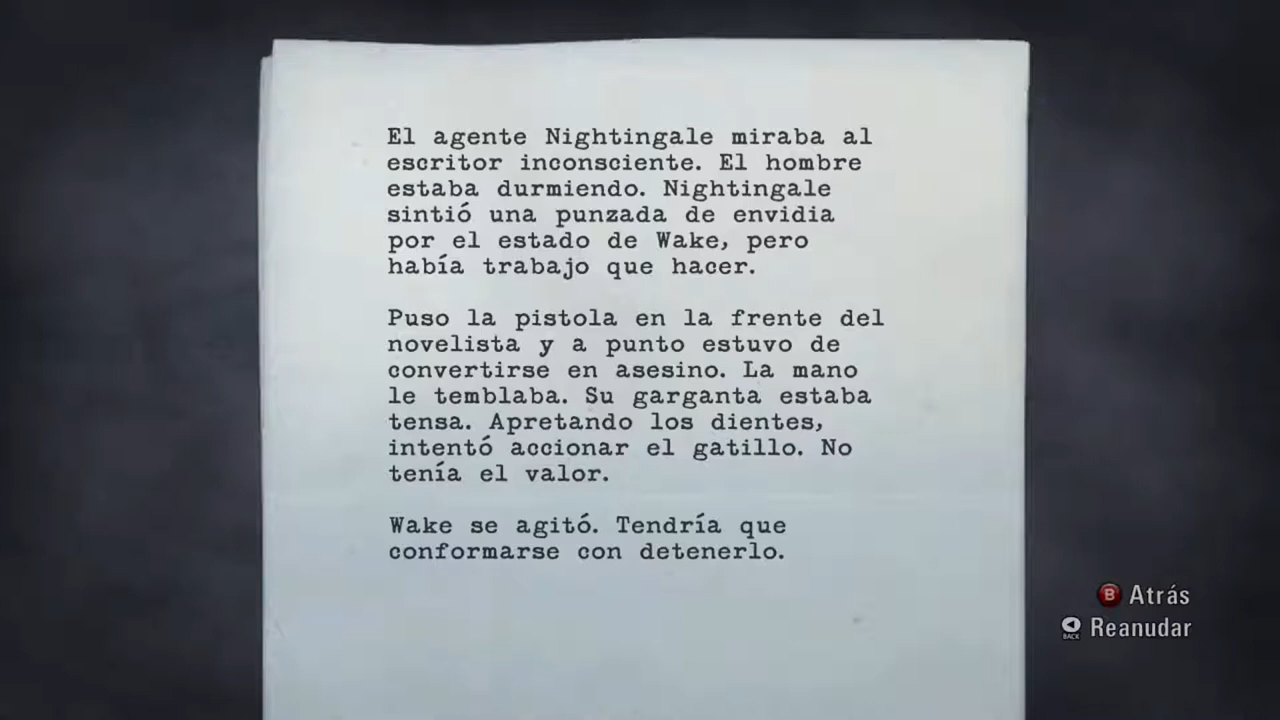 El agente Nightingale miraba al
escritor inconsciente. El hombre
estaba durmiendo. Nightingale
sintió una punzada de envidia
por el estado de Wake, pero
había trabajo que hacer.
Puso la pistola en la frente del
novelista y a punto estuvo de
convertirse en asesino. La mano
le temblaba. Su garganta estaba
tensa. Apretando los dientes,
intentó accionar el gatillo. No
tenía el valor.
Wake se agitó. Tendría que
conformarse con detenerlo.
B Atrás
BACK Reanudar